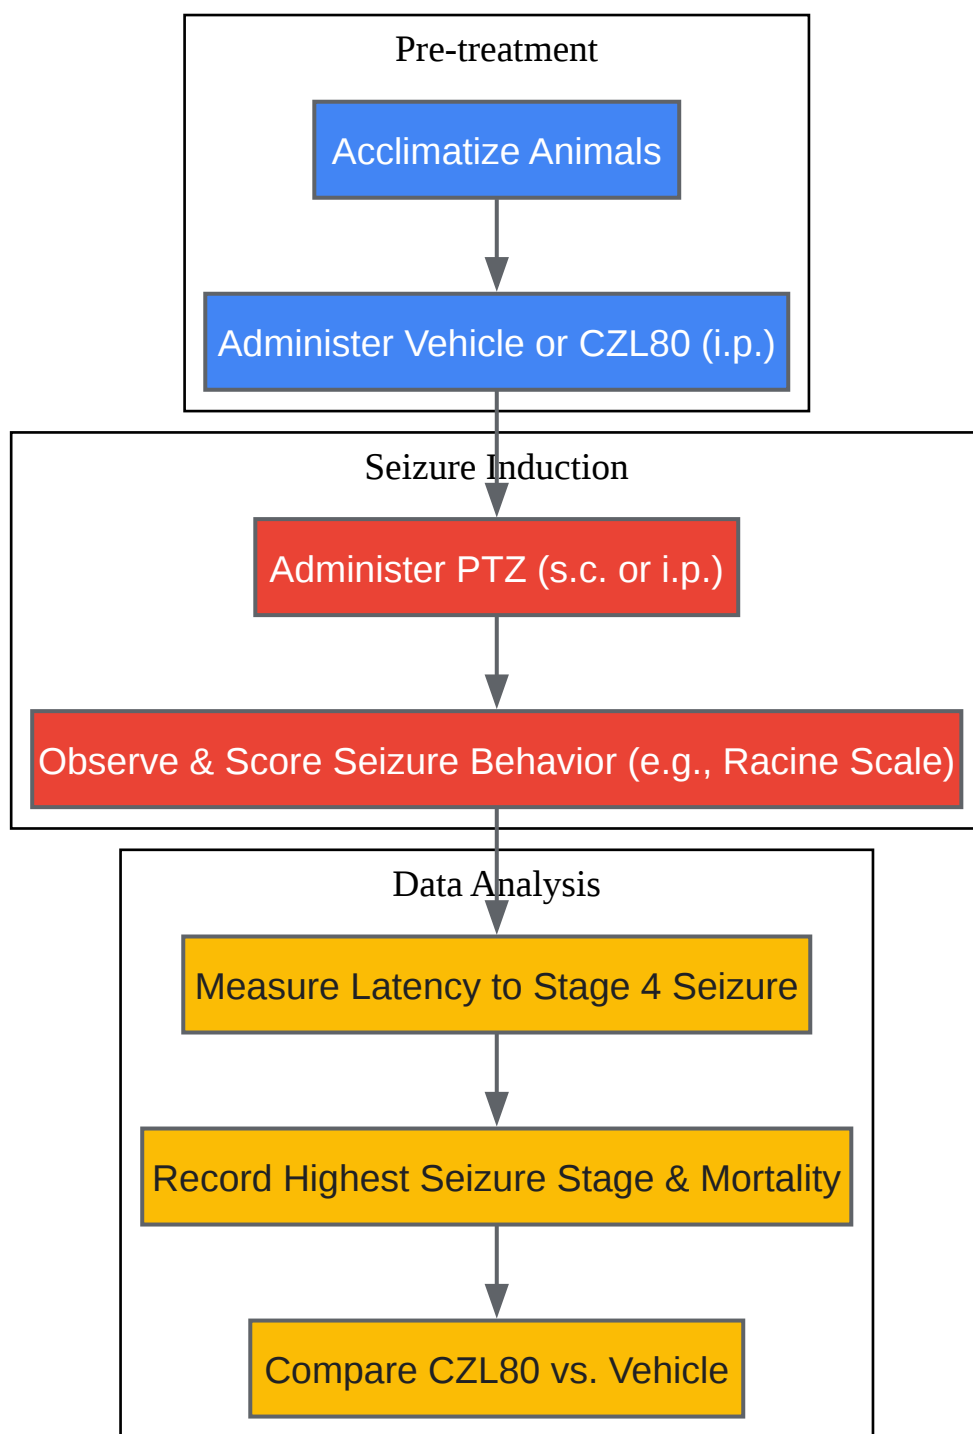 Pre-treatment
Acclimatize Animals
Administer Vehicle or CZL80 (i.p.)
Seizure Induction
Administer PTZ (s.c. or i.p.)
Observe & Score Seizure Behavior (e.g., Racine Scale)
Data Analysis
Measure Latency to Stage 4 Seizure
Record Highest Seizure Stage & Mortality
Compare CZL80 vs. Vehicle